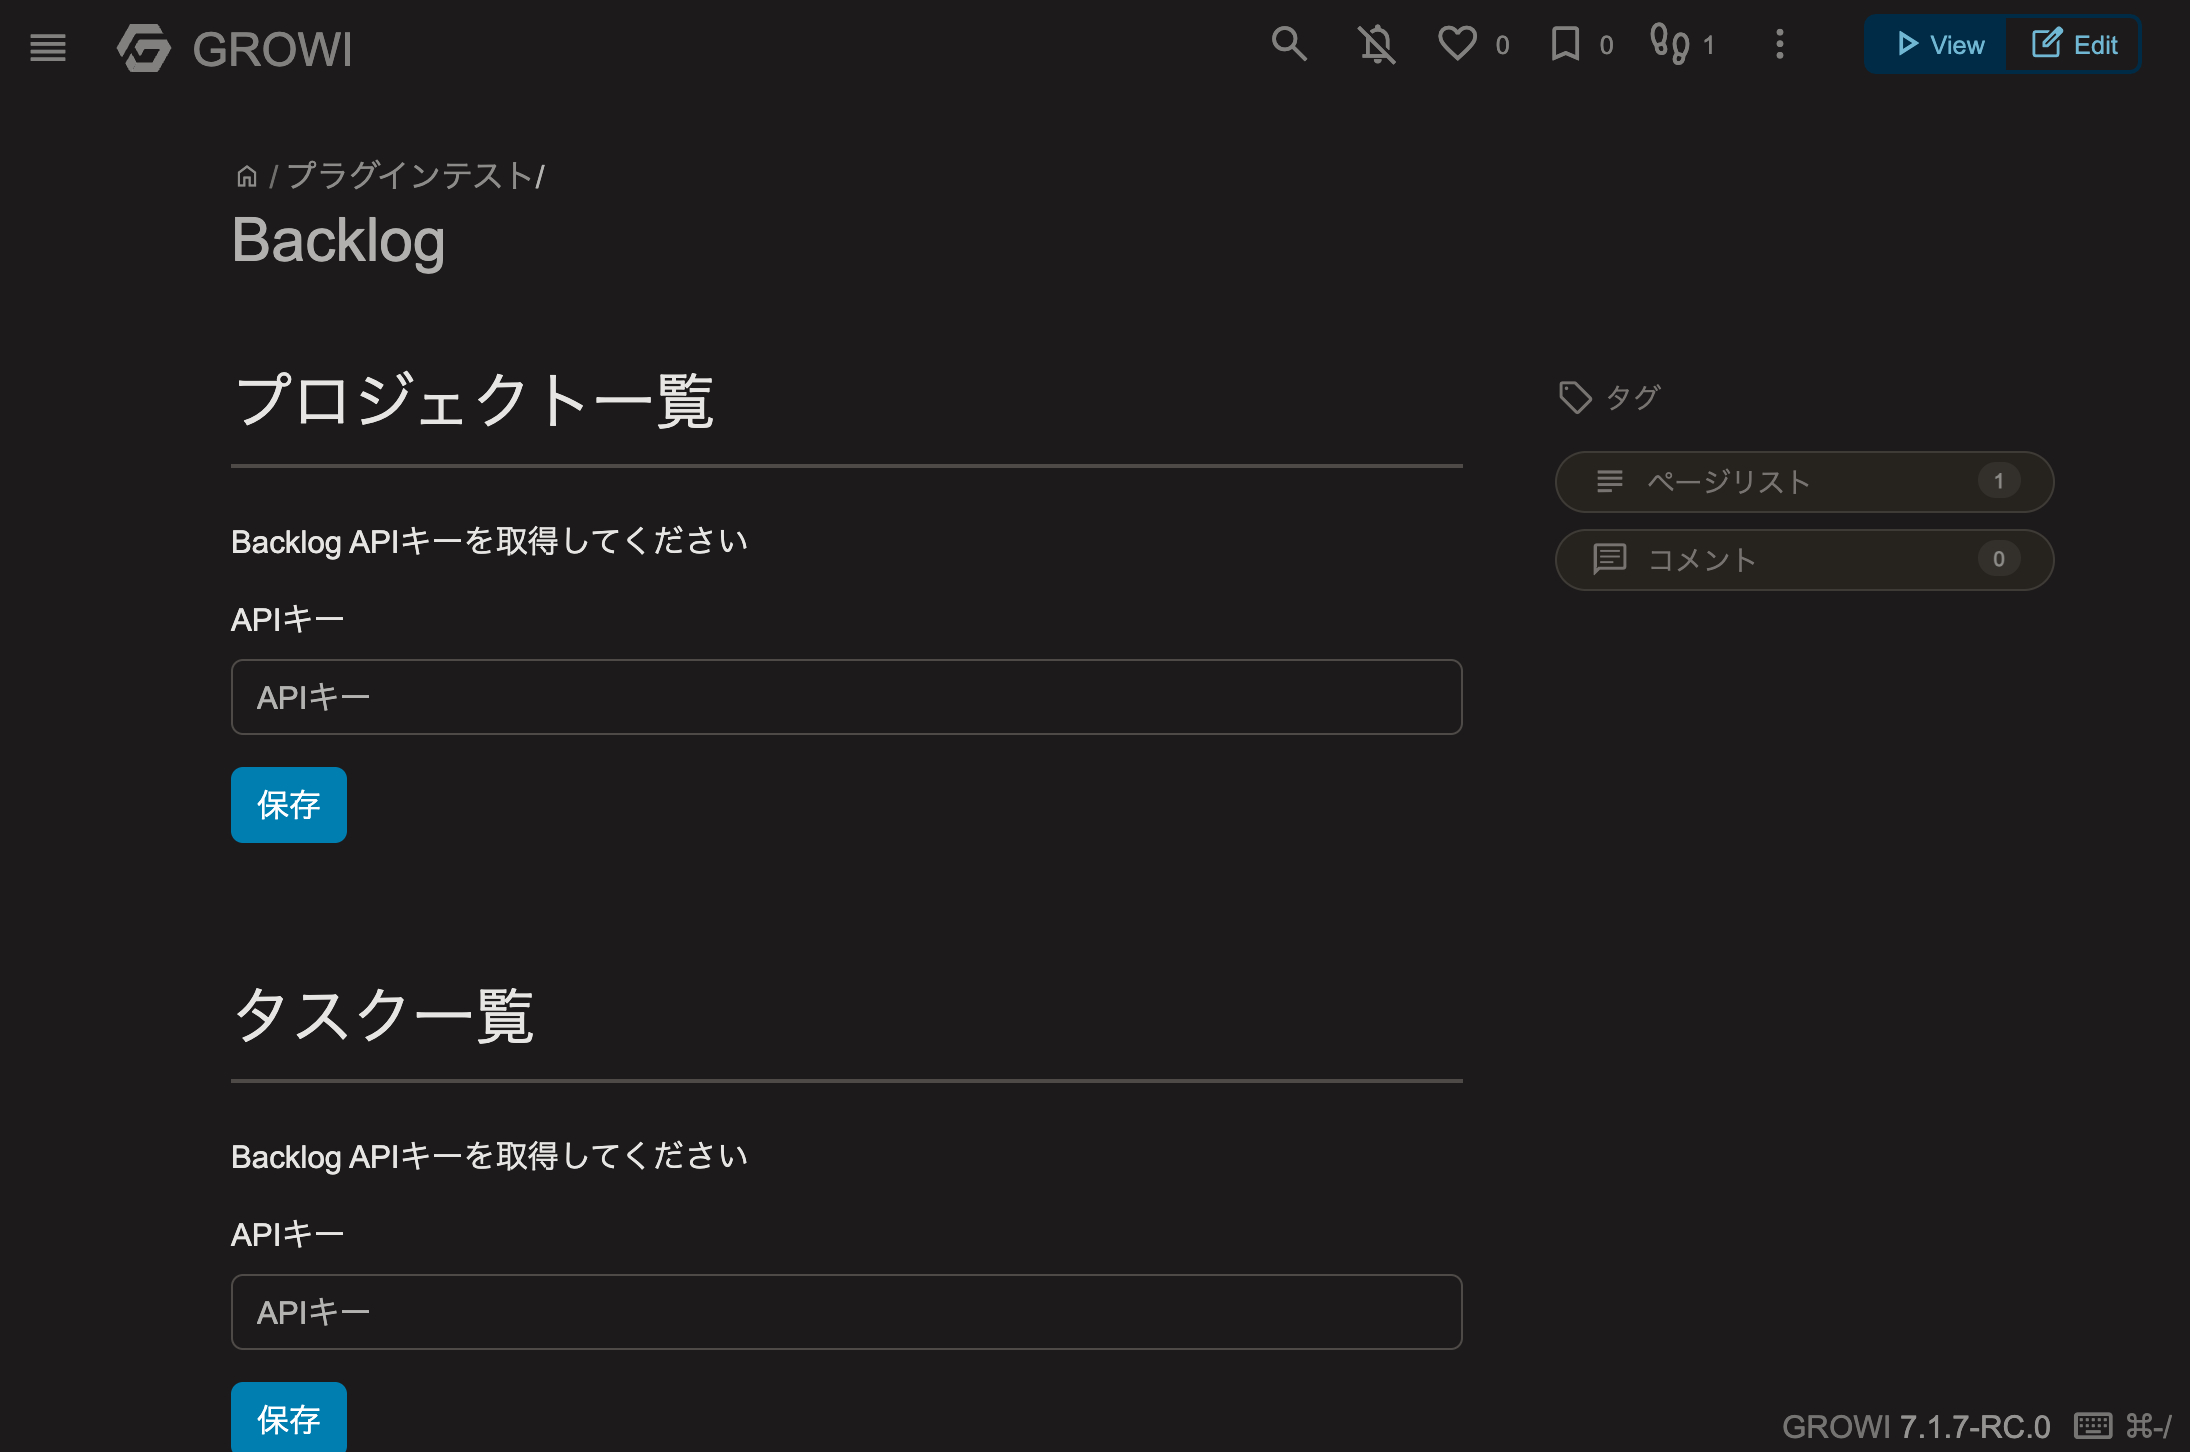 GROWI
0
0
1
View
Edit
/ プラグインテスト/
Backlog
プロジェクト一覧
Backlog APIキーを取得してください
APIキー
APIキー
保存
タスク一覧
Backlog APIキーを取得してください
APIキー
APIキー
保存
タグ
ページリスト 1
コメント 0
GROWI 7.1.7-RC.0 ⌘-/